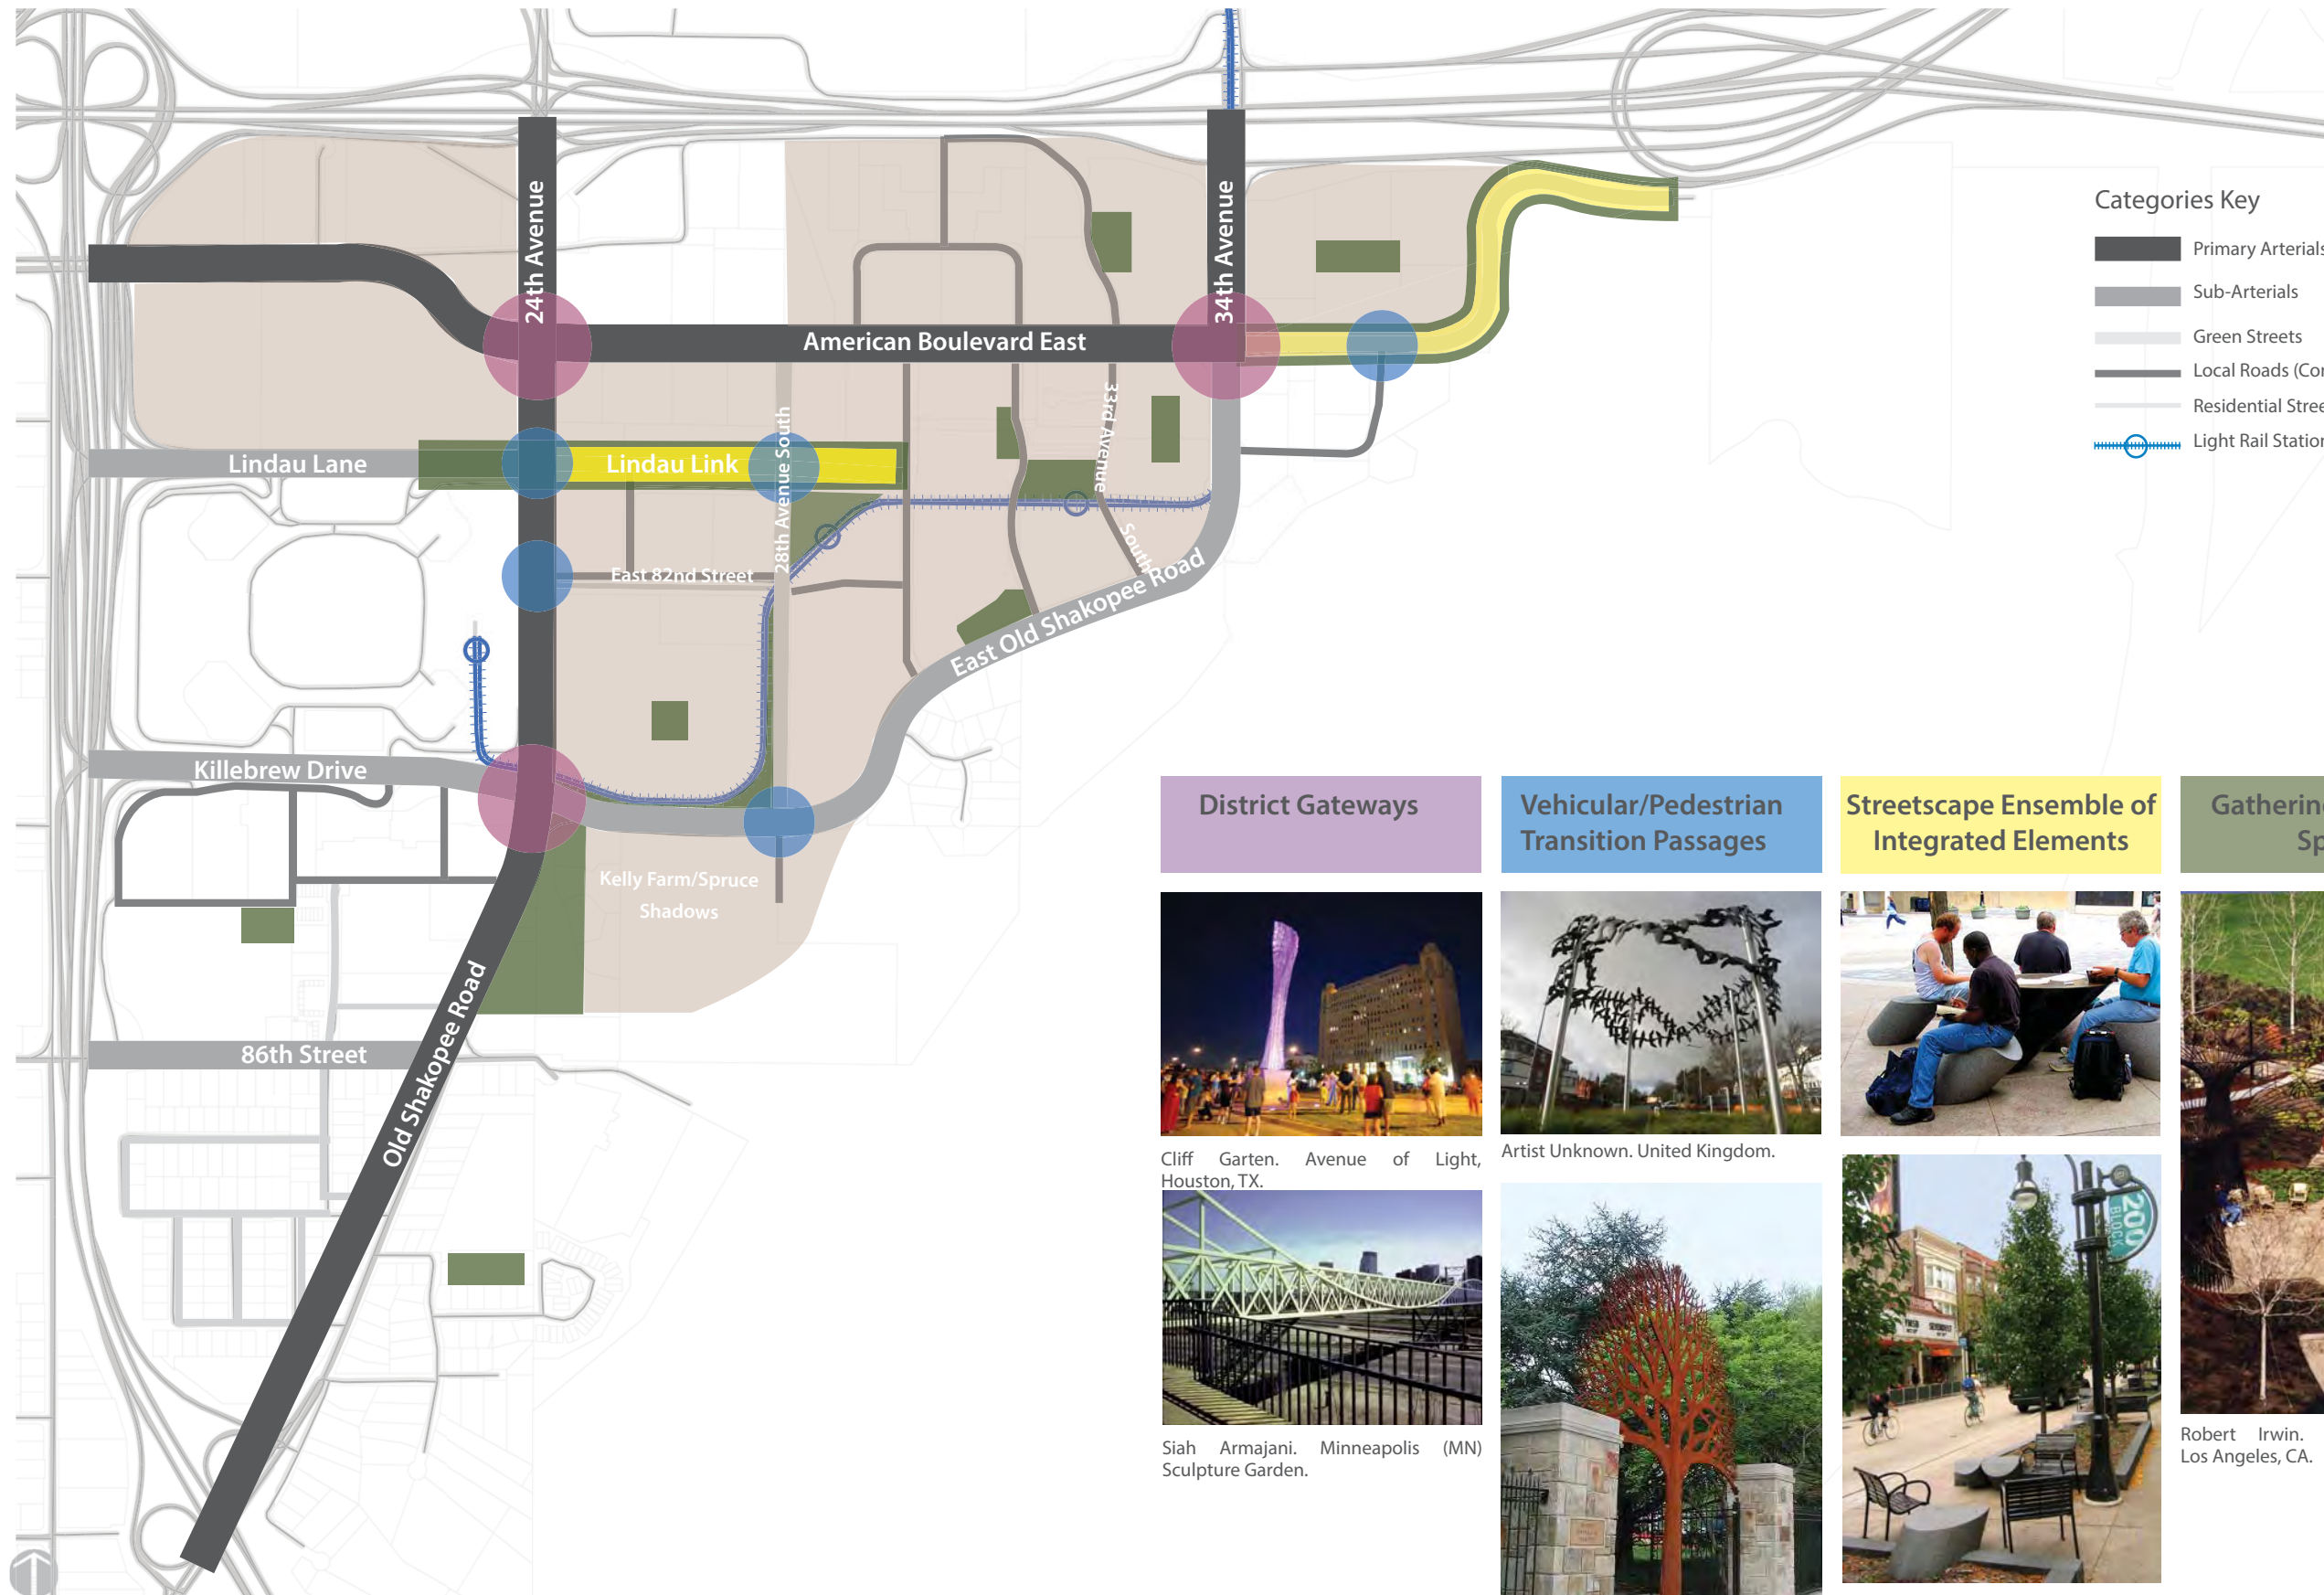 24th Avenue
34th Avenue
American Boulevard East
Lindau Lane
Lindau Link
28th Avenue South
33rd Avenue
South
East 82nd Street
East Old Shakopee Road
Killebrew Drive
Kelly Farm/Spruce
Shadows
86th Street
Old Shakopee Road
Categories Key
Primary Arterials
Sub-Arterials
Green Streets
Local Roads (Co
Residential Stree
Light Rail Station
District Gateways
Vehicular/Pedestrian
Transition Passages
Streetscape Ensemble of
Integrated Elements
Gathering
Sp
Cliff Garten. Avenue of Light,
Houston, TX.
Artist Unknown. United Kingdom.
200
BLOCK
Siah Armajani. Minneapolis (MN)
Sculpture Garden.
Robert Irwin.
Los Angeles, CA.